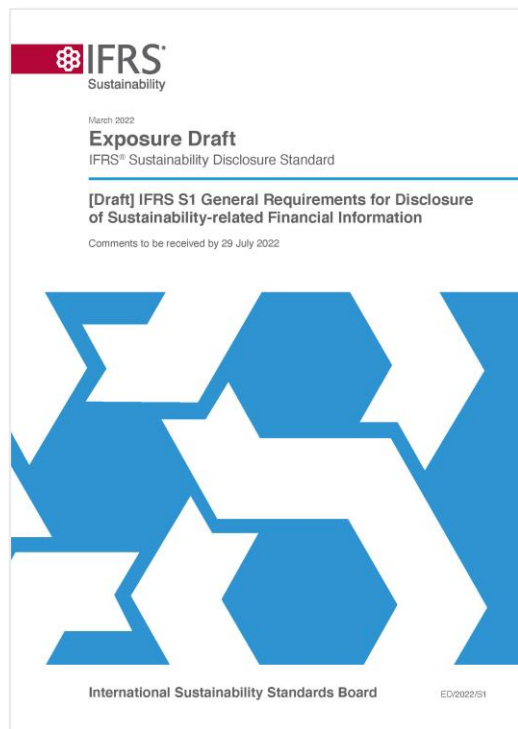 IFRS®
Sustainability
March 2022
Exposure Draft
IFRS® Sustainability Disclosure Standard
[Draft] IFRS S1 General Requirements for Disclosure
of Sustainability-related Financial Information
Comments to be received by 29 July 2022
International Sustainability Standards Board
ED/2022/S1